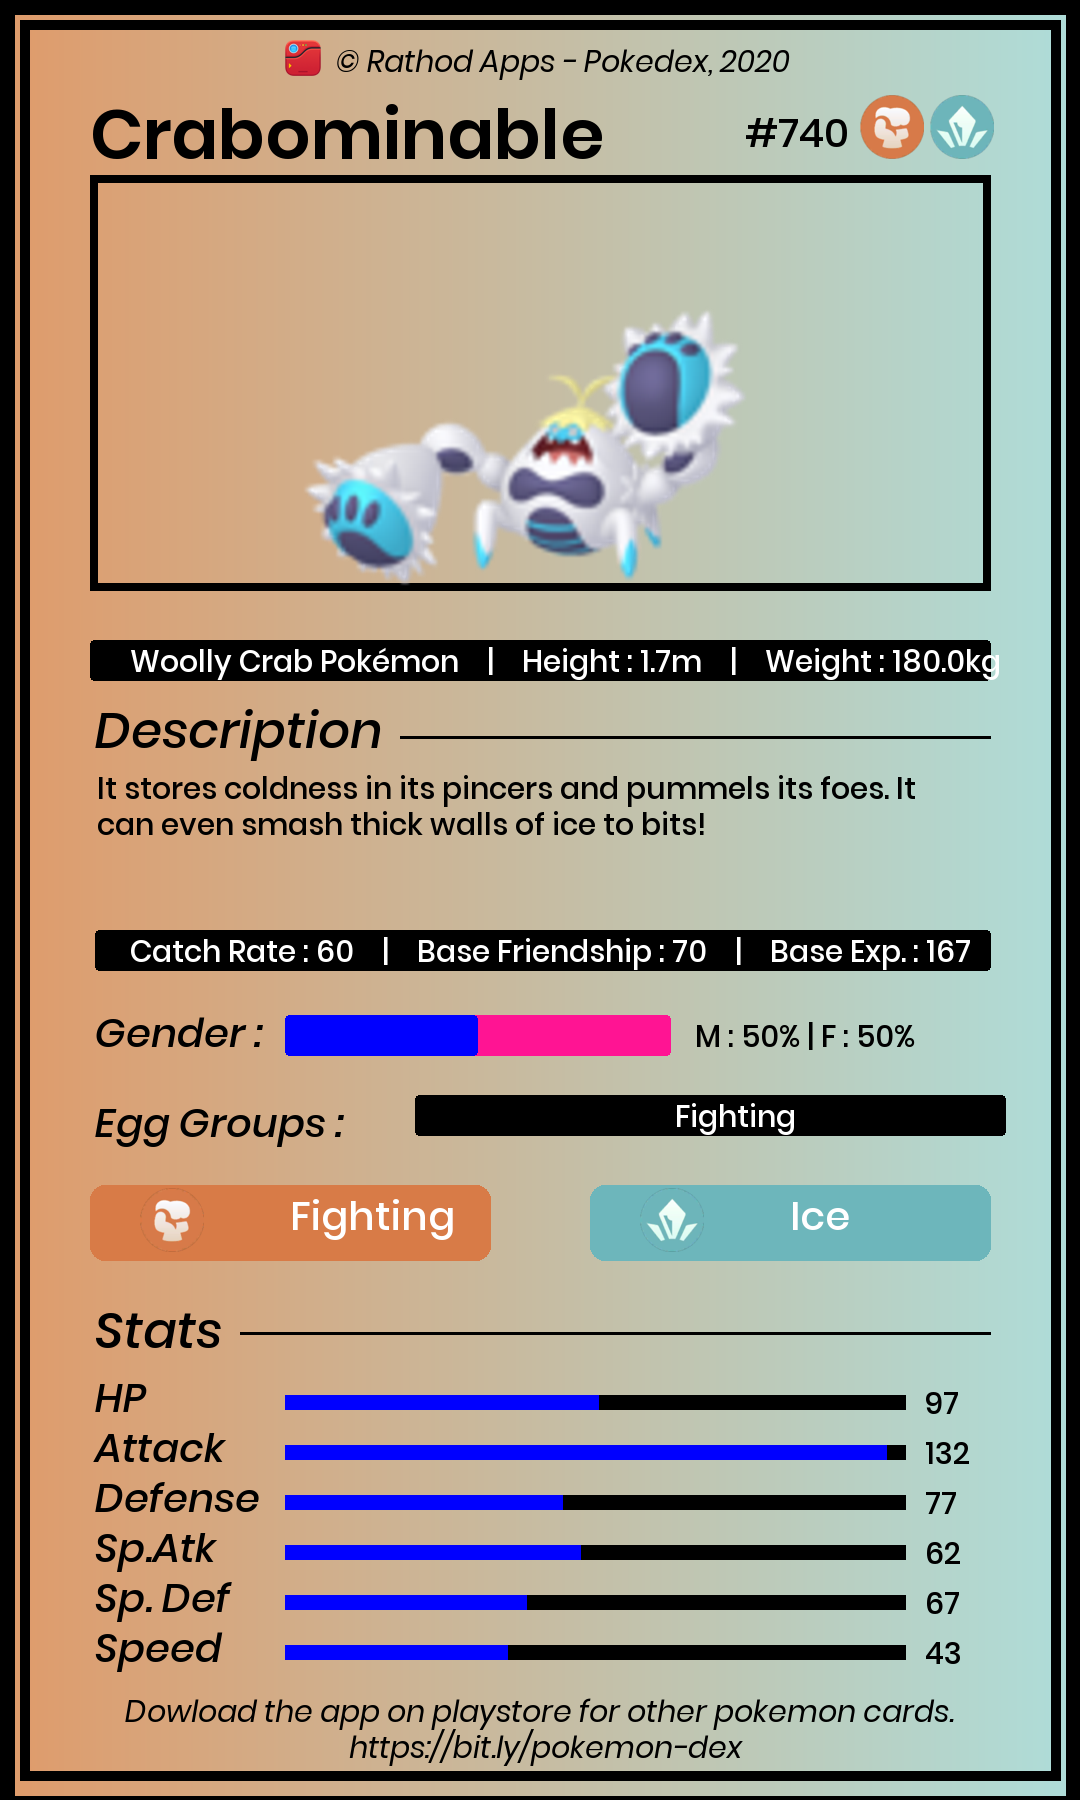 © Rathod Apps - Pokedex, 2020
Crabominable #740
Woolly Crab Pokémon | Height : 1.7m | Weight : 180.0kg
Description
It stores coldness in its pincers and pummels its foes. It
can even smash thick walls of ice to bits!
Catch Rate : 60 | Base Friendship : 70 | Base Exp. : 167
Gender : M : 50% | F : 50%
Egg Groups : Fighting
Fighting Ice
Stats
HP 97
Attack 132
Defense 77
Sp.Atk 62
Sp. Def 67
Speed 43
Dowload the app on playstore for other pokemon cards.
https://bit.ly/pokemon-dex